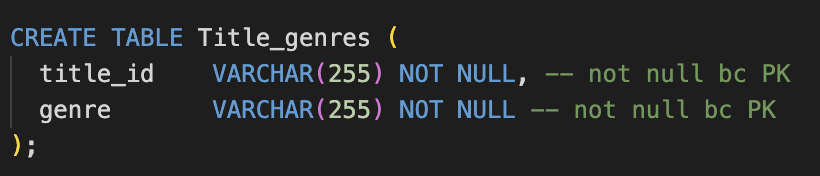 CREATE TABLE Title_genres (
title_id VARCHAR(255) NOT NULL, -- not null bc PK
genre VARCHAR(255) NOT NULL -- not null bc PK
);